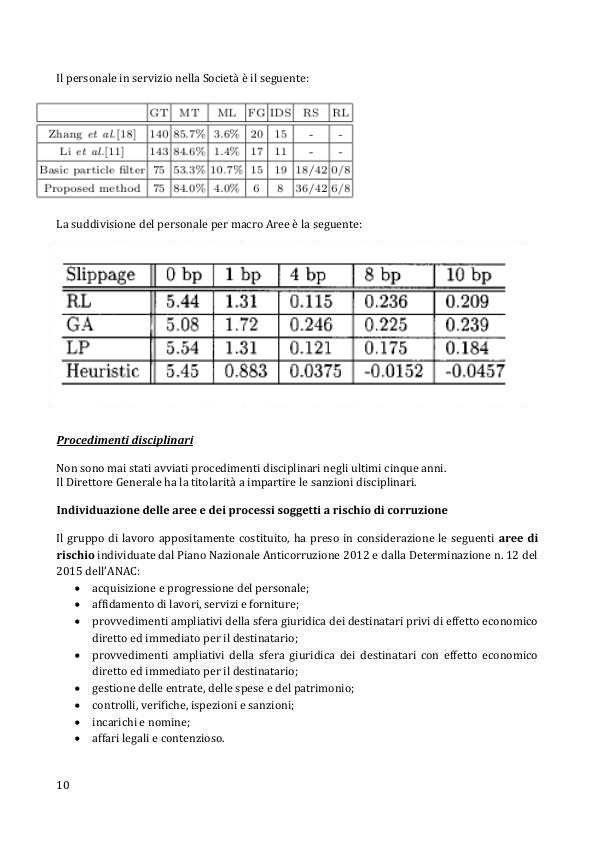 Il personale in servizio nella Società è il seguente:
GT MT ML FG IDS RS RL
Zhang et al.[18] 140 85.7% 3.6% 20 15 - -
Li et al.[11] 143 84.6% 1.4% 17 11 - -
Basic particle filter 75 53.3% 10.7% 15 19 18/42 0/8
Proposed method 75 84.0% 4.0% 6 8 36/42 6/8
La suddivisione del personale per macro Aree è la seguente:
Slippage 0 bp 1 bp 4 bp 8 bp 10 bp
RL 5.44 1.31 0.115 0.236 0.209
GA 5.08 1.72 0.246 0.225 0.239
LP 5.54 1.31 0.121 0.175 0.184
Heuristic 5.45 0.883 0.0375 -0.0152 -0.0457
Procedimenti disciplinari
Non sono mai stati avviati procedimenti disciplinari negli ultimi cinque anni.
Il Direttore Generale ha la titolarità a impartire le sanzioni disciplinari.
Individuazione delle aree e dei processi soggetti a rischio di corruzione
Il gruppo di lavoro appositamente costituito, ha preso in considerazione le seguenti aree di
rischio individuate dal Piano Nazionale Anticorruzione 2012 e dalla Determinazione n. 12 del
2015 dell'ANAC:
• acquisizione e progressione del personale;
• affidamento di lavori, servizi e forniture;
• provvedimenti ampliativi della sfera giuridica dei destinatari privi di effetto economico
diretto ed immediato per il destinatario;
• provvedimenti ampliativi della sfera giuridica dei destinatari con effetto economico
diretto ed immediato per il destinatario;
• gestione delle entrate, delle spese e del patrimonio;
• controlli, verifiche, ispezioni e sanzioni;
• incarichi e nomine;
• affari legali e contenzioso.
10